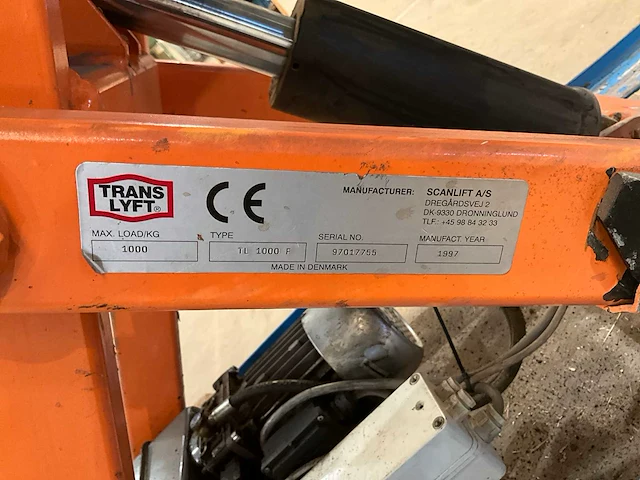 TRANS
LYFT®
CE
MANUFACTURER: SCANLIFT A/S
DREGÅRDSVEJ 2
DK-9330 DRONNINGLUND
TLF.: +45 98 84 32 33
MAX. LOAD/KG TYPE SERIAL NO. MANUFACT. YEAR
1000 TL 1000 F 97017755 1997
MADE IN DENMARK